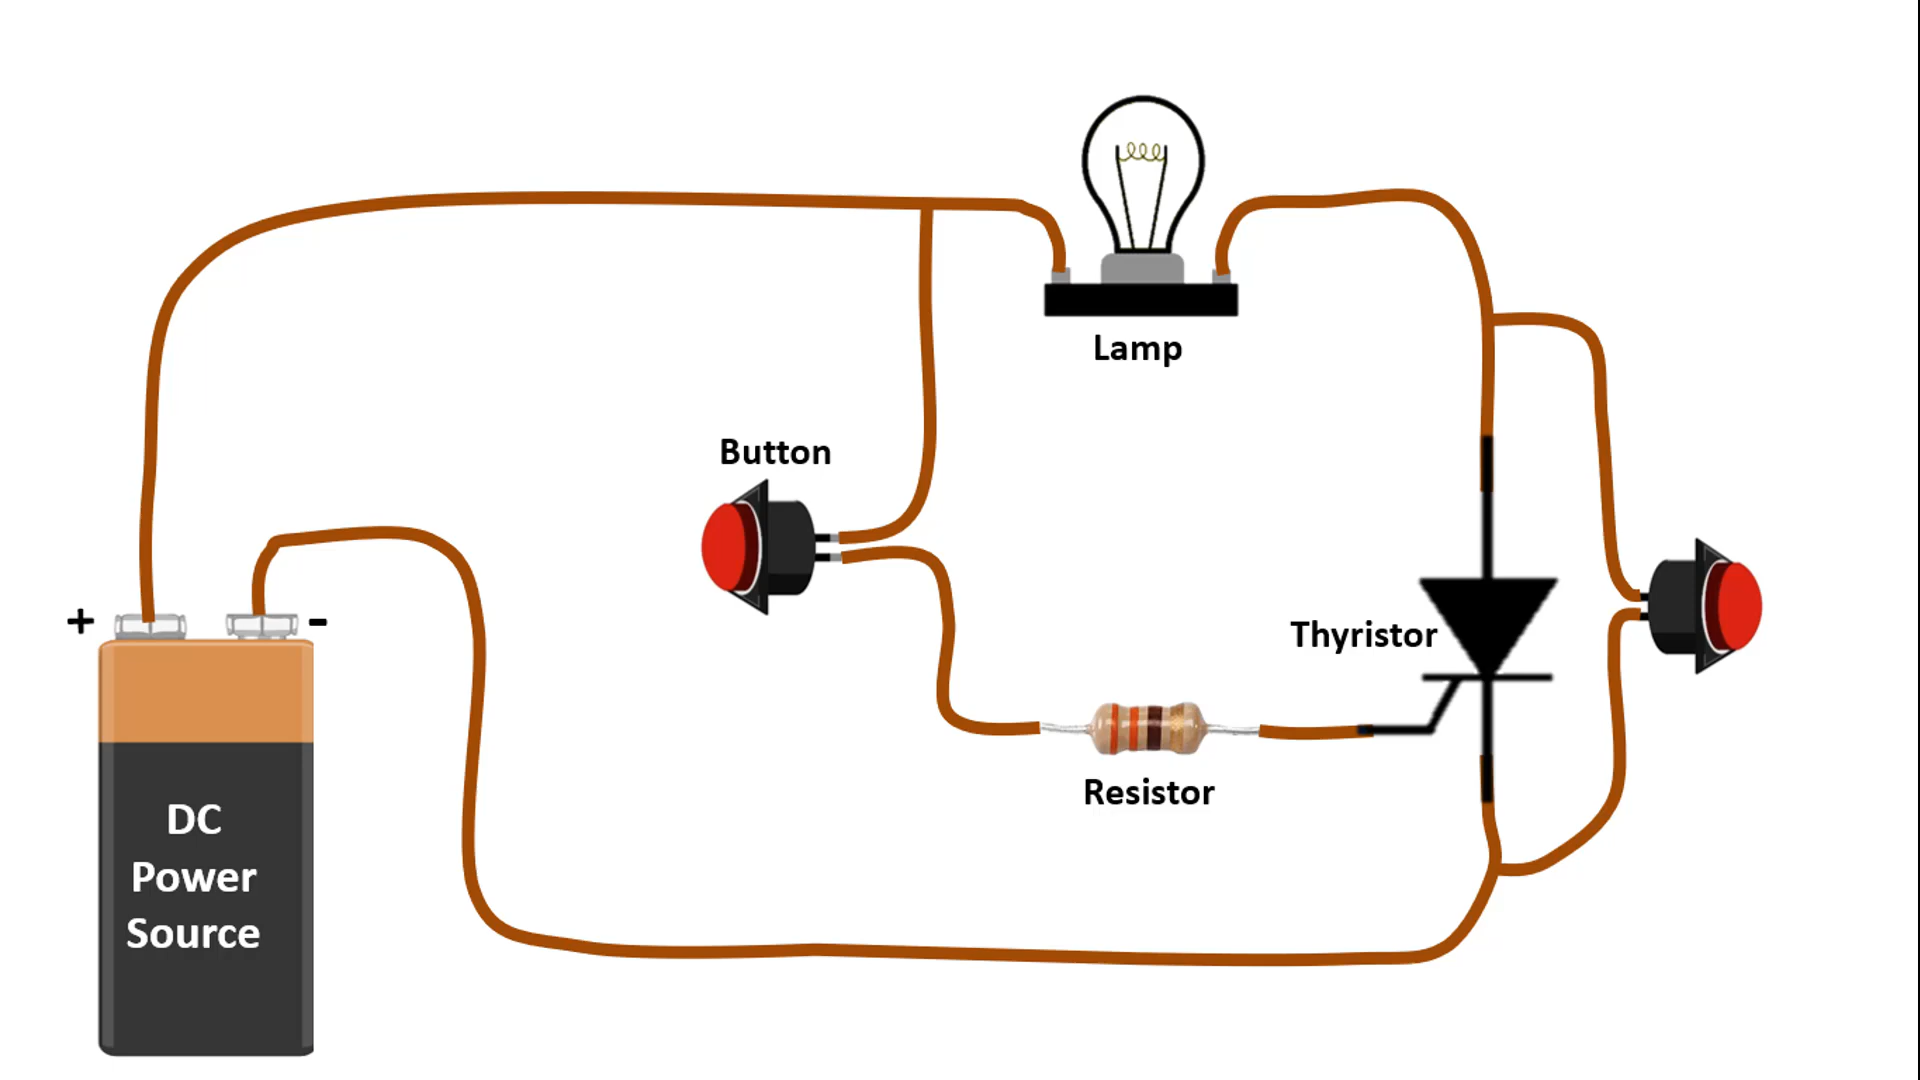 Lamp
Button
+
-
Thyristor
Resistor
DC
Power
Source